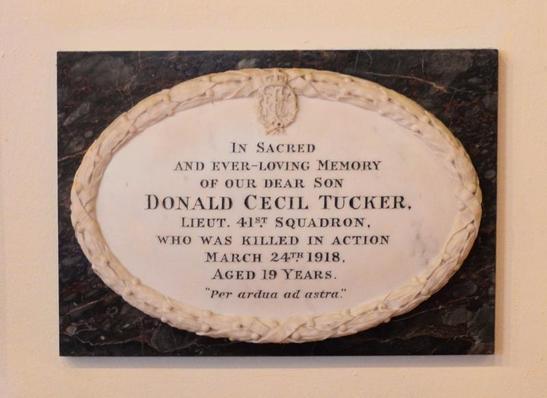 In Sacred
and ever-loving Memory
of our dear Son
Donald Cecil Tucker,
Lieut. 41st Squadron,
who was killed in action
March 24th 1918,
Aged 19 Years.
"Per ardua ad astra."